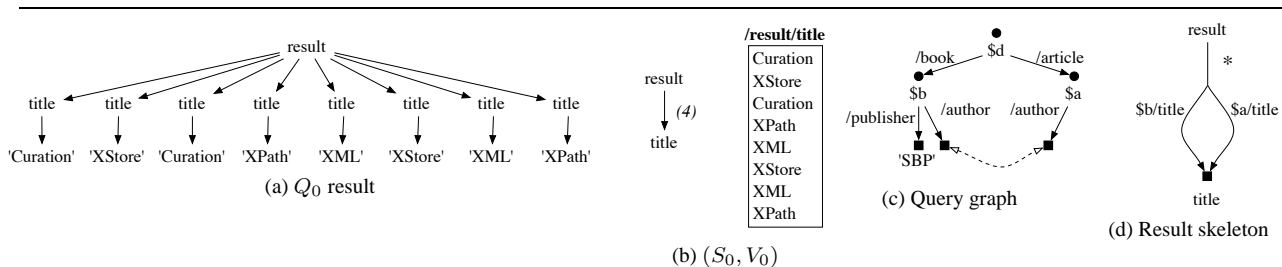 result
title title title title title title title title
'Curation' 'XStore' 'Curation' 'XPath' 'XML' 'XStore' 'XML' 'XPath'
(a) Q0 result
result
(4)
title
/result/title
Curation
XStore
Curation
XPath
XML
XStore
XML
XPath
(b) (S0, V0)
$d
/book /article
$b $a
/publisher /author /author
'SBP'
(c) Query graph
result
*
$b/title $a/title
title
(d) Result skeleton